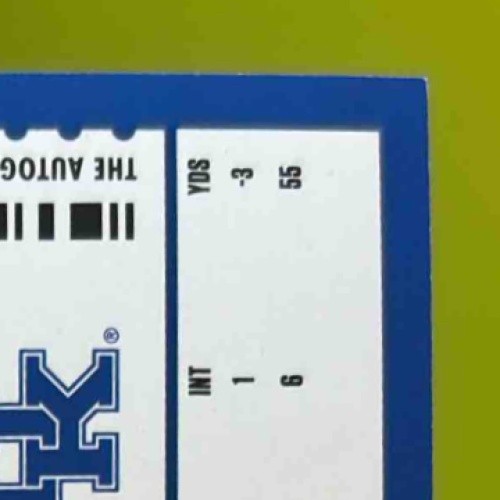 THE AUTOG
INT YDS
1 -3
6 55
K®